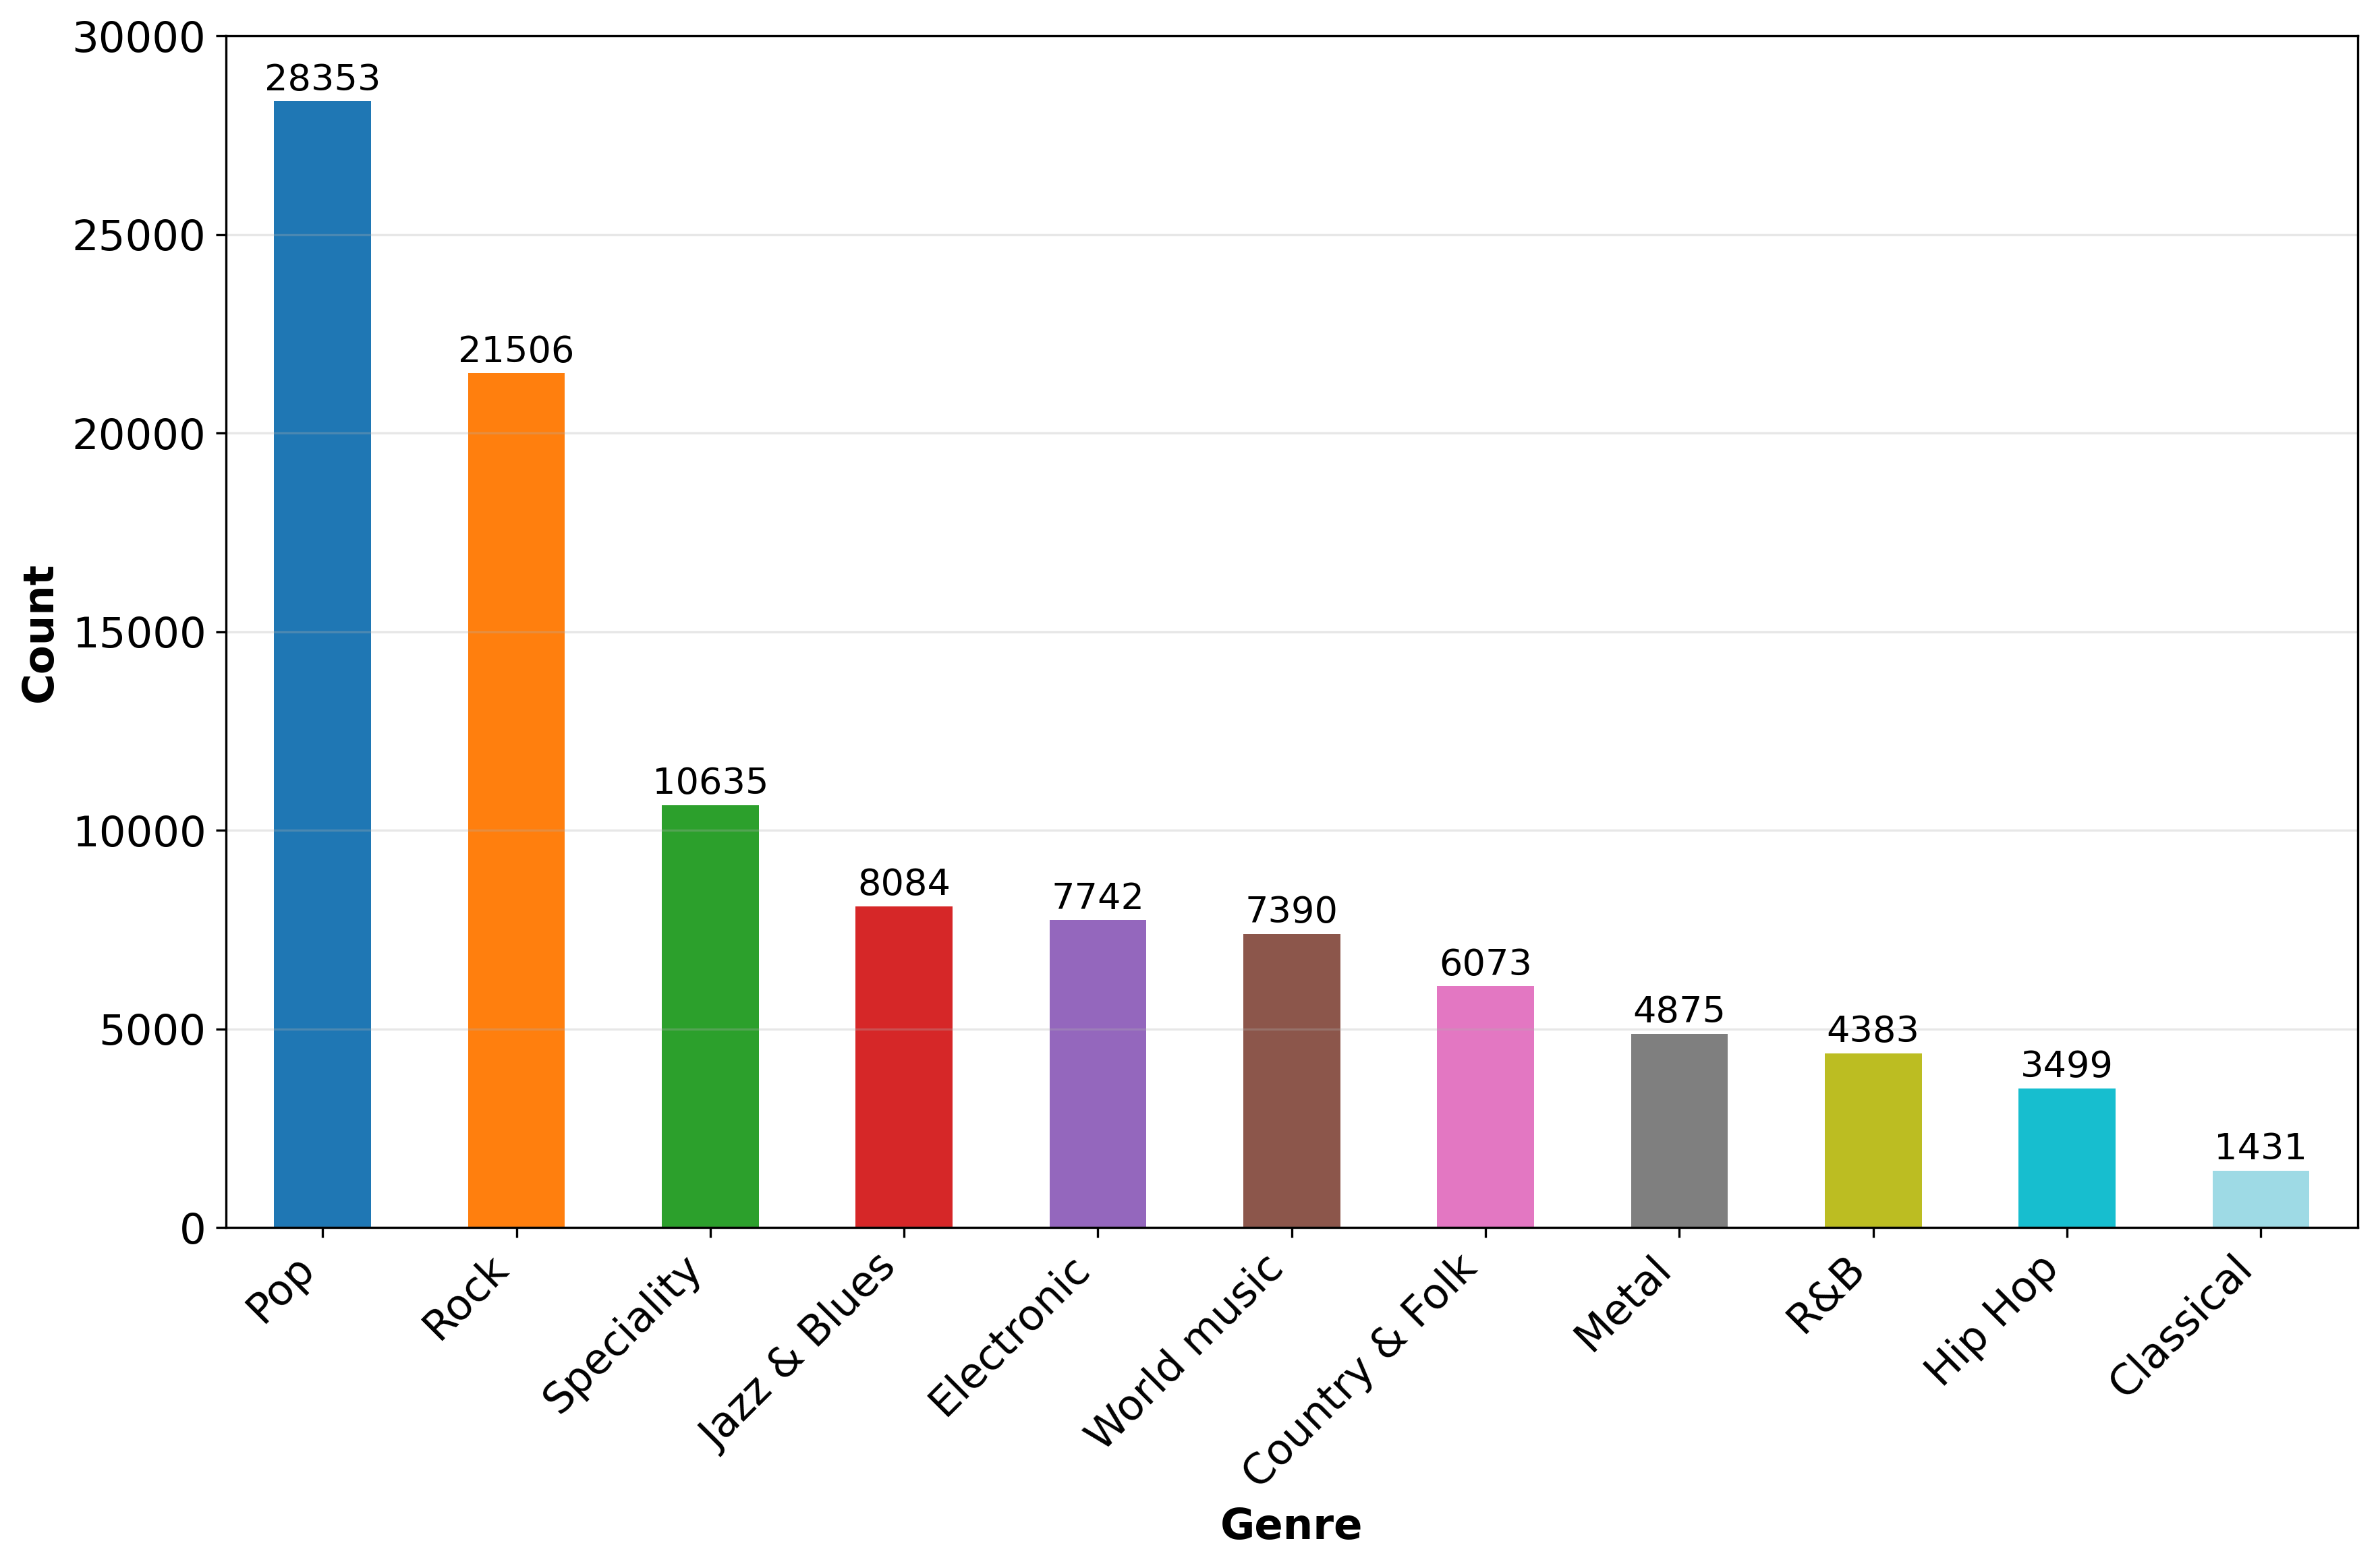 30000
25000
20000
15000
10000
5000
0
Count
28353
21506
10635
8084
7742
7390
6073
4875
4383
3499
1431
Pop
Rock
Speciality
Jazz & Blues
Electronic
World music
Country & Folk
Metal
R&B
Hip Hop
Classical
Genre